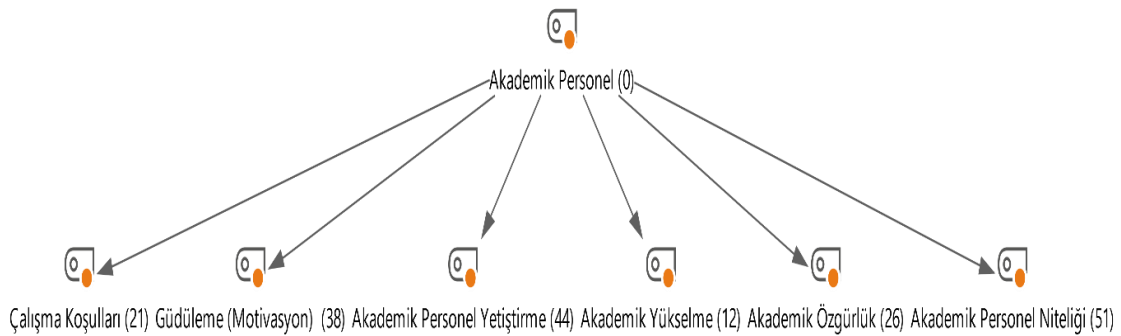 Akademik Personel (0)
Çalışma Koşulları (21) Güdüleme (Motivasyon) (38) Akademik Personel Yetiştirme (44) Akademik Yükselme (12) Akademik Özgürlük (26) Akademik Personel Niteliği (51)